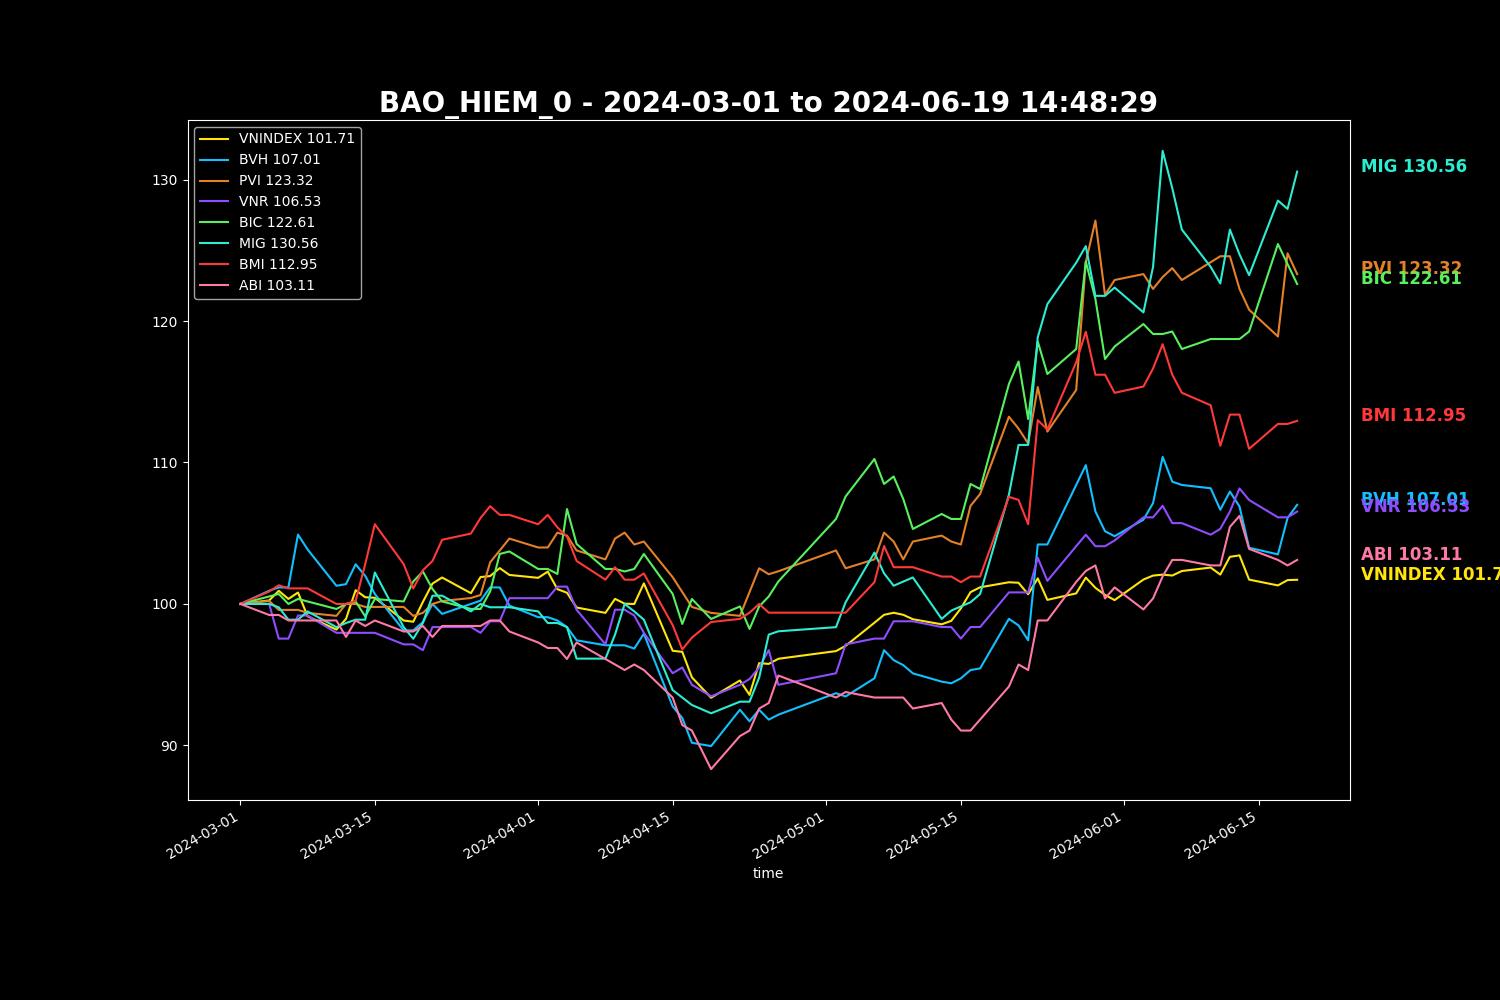 BAO_HIEM_0 - 2024-03-01 to 2024-06-19 14:48:29
VNINDEX 101.71
BVH 107.01
PVI 123.32
VNR 106.53
BIC 122.61
MIG 130.56
BMI 112.95
ABI 103.11
130
120
110
100
90
MIG 130.56
PVI 123.32
BIC 122.61
BMI 112.95
BVH 107.01
VNR 106.53
ABI 103.11
VNINDEX 101.7
2024-03-01
2024-03-15
2024-04-01
2024-04-15
2024-05-01
2024-05-15
2024-06-01
2024-06-15
time